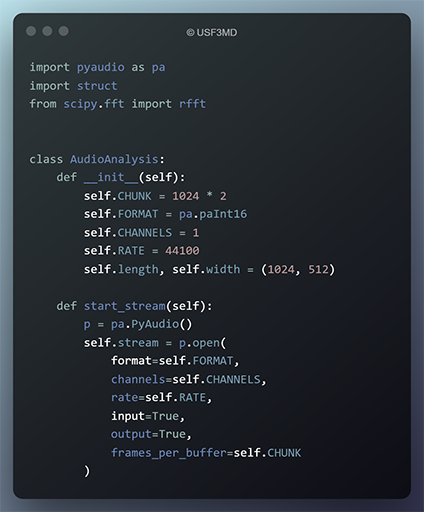 © USF3MD
import pyaudio as pa
import struct
from scipy.fft import rfft
class AudioAnalysis:
    def __init__(self):
        self.CHUNK = 1024 * 2
        self.FORMAT = pa.paInt16
        self.CHANNELS = 1
        self.RATE = 44100
        self.length, self.width = (1024, 512)
    def start_stream(self):
        p = pa.PyAudio()
        self.stream = p.open(
            format=self.FORMAT,
            channels=self.CHANNELS,
            rate=self.RATE,
            input=True,
            output=True,
            frames_per_buffer=self.CHUNK
        )